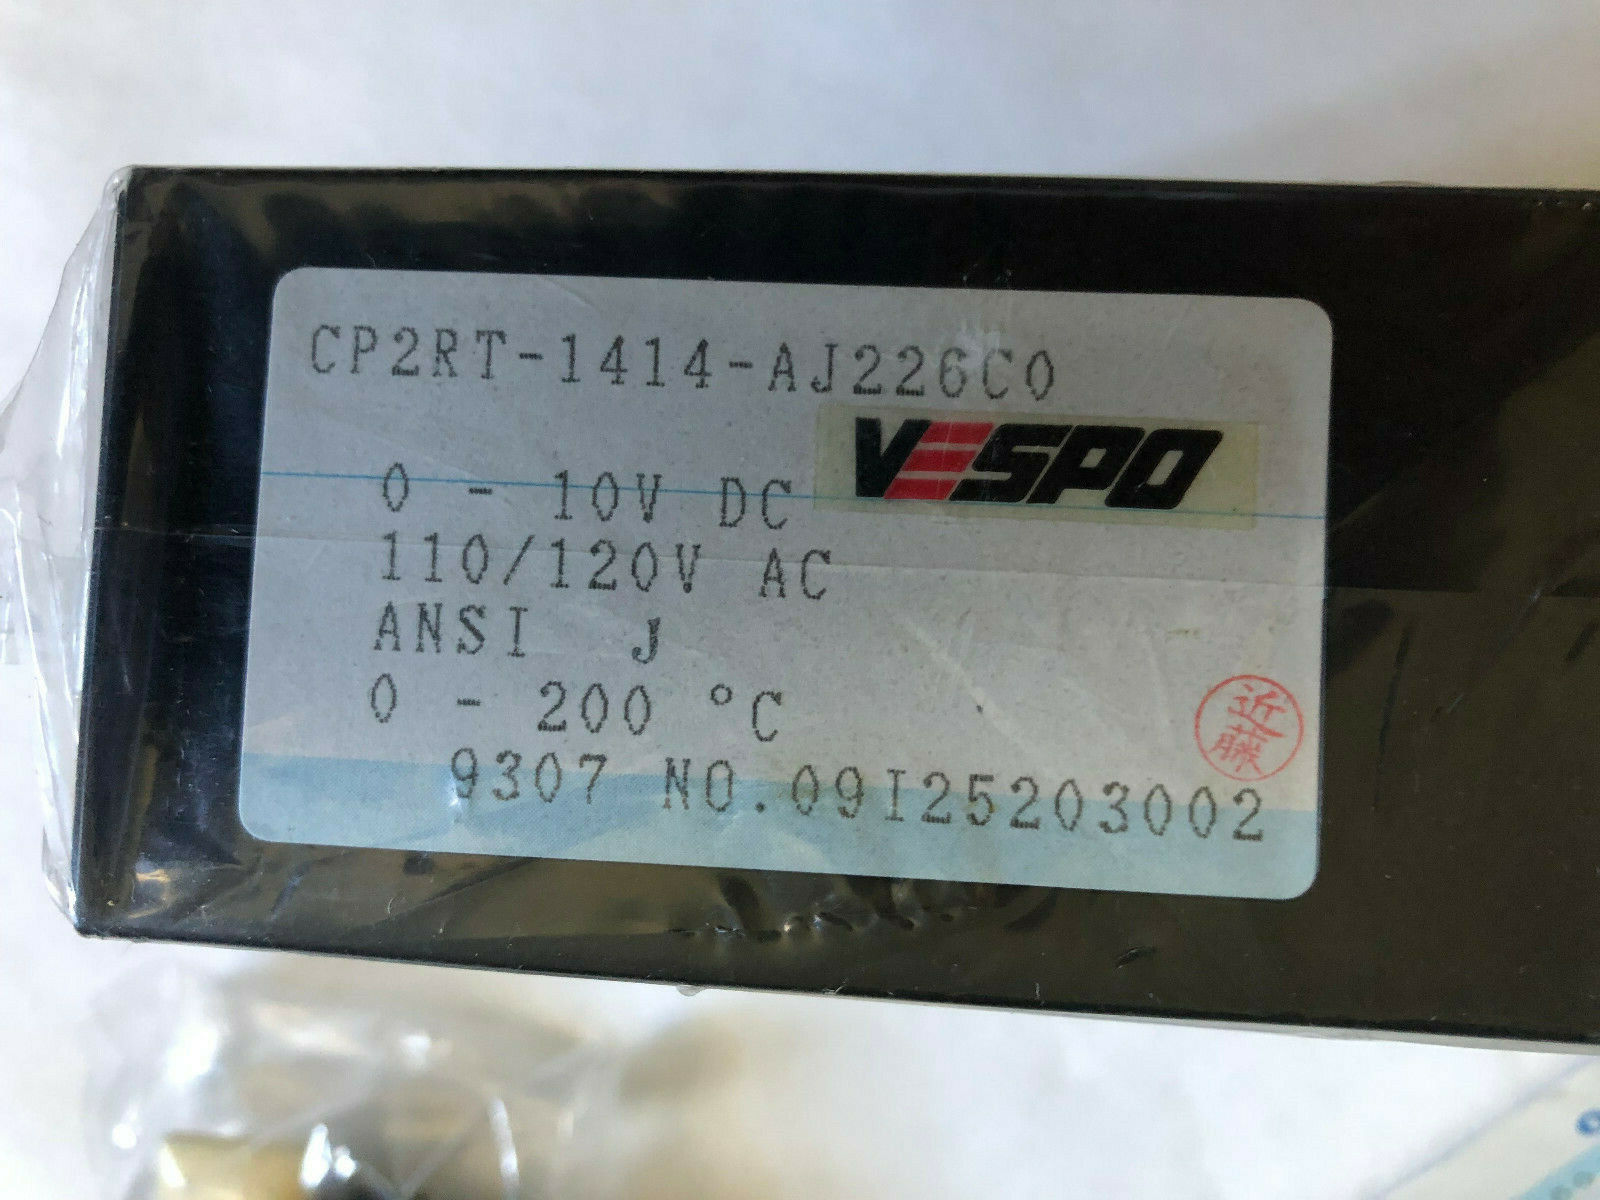 CP2RT-1414-AJ226C0
VESPO
0 - 10V DC
110/120V AC
ANSI J
0 - 200 °C
近藤
9307 NO.09I25203002